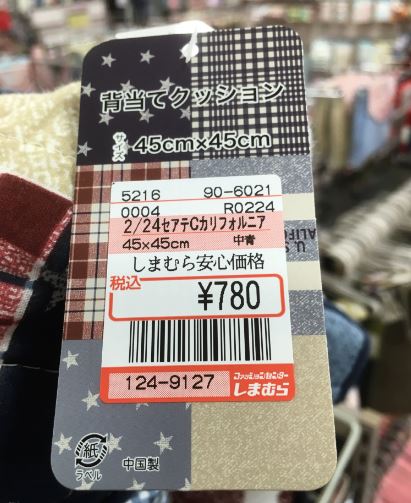 背当てクッション
サイズ 45cm×45cm
5216 90-6021
0004 R0224
2/24セアテCカリフォルニア
45×45cm 中青
しまむら安心価格
税込 ¥780
124-9127
ファッションセンター
しまむら
紙
ラベル
中国製